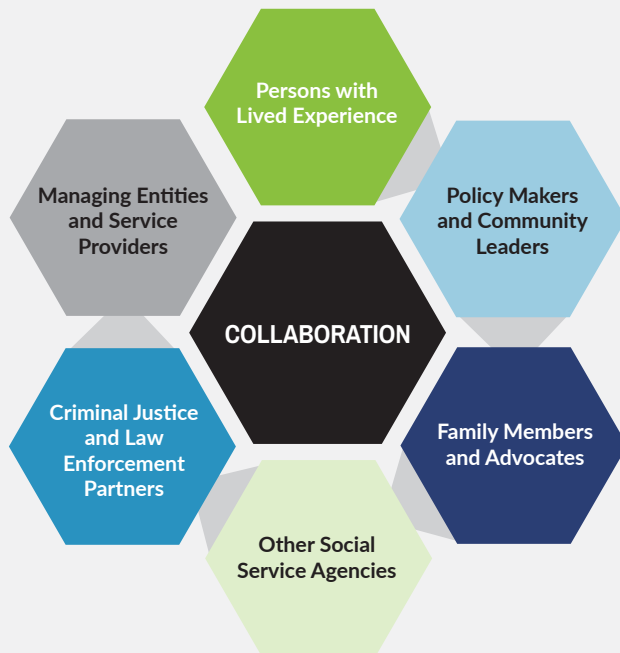 Persons with
Lived Experience
Managing Entities
and Service
Providers
Policy Makers
and Community
Leaders
COLLABORATION
Criminal Justice
and Law
Enforcement
Partners
Family Members
and Advocates
Other Social
Service Agencies